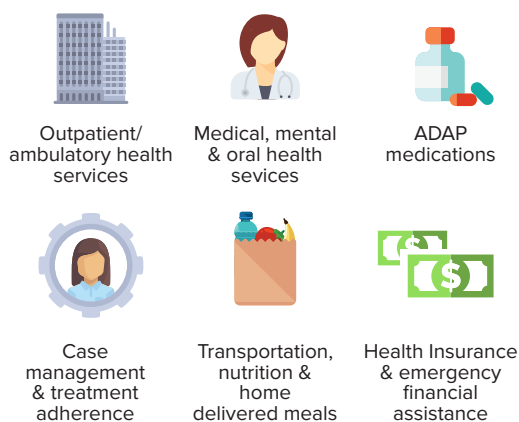 Outpatient/
ambulatory health
services
Medical, mental
& oral health
sevices
ADAP
medications
Case
management
& treatment
adherence
Transportation,
nutrition &
home
delivered meals
Health Insurance
& emergency
financial
assistance